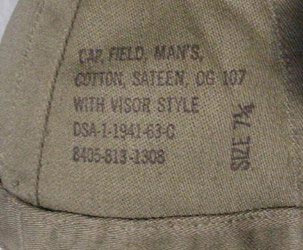 CAP, FIELD, MAN'S,
COTTON, SATEEN, OG 107
WITH VISOR STYLE
DSA-1-1941-63-C
8405-813-1308
SIZE 7¼